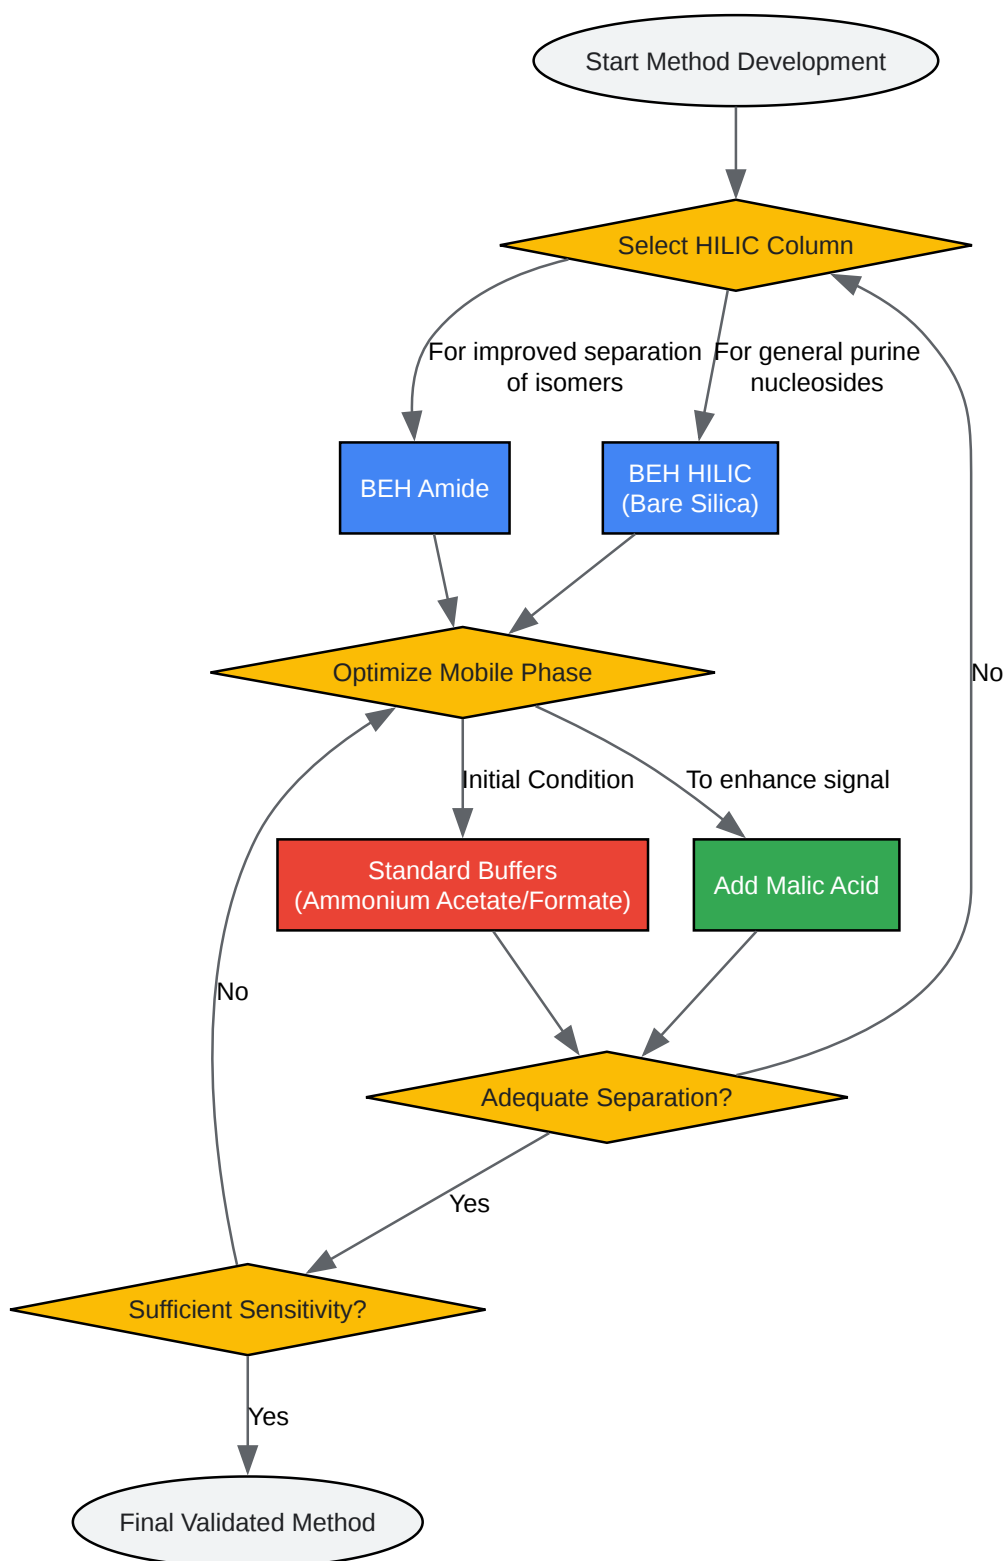 Start Method Development
Select HILIC Column
For improved separation
of isomers
For general purine
nucleosides
BEH Amide
BEH HILIC
(Bare Silica)
Optimize Mobile Phase
No
Initial Condition
To enhance signal
Standard Buffers
(Ammonium Acetate/Formate)
Add Malic Acid
No
Adequate Separation?
Yes
Sufficient Sensitivity?
Yes
Final Validated Method